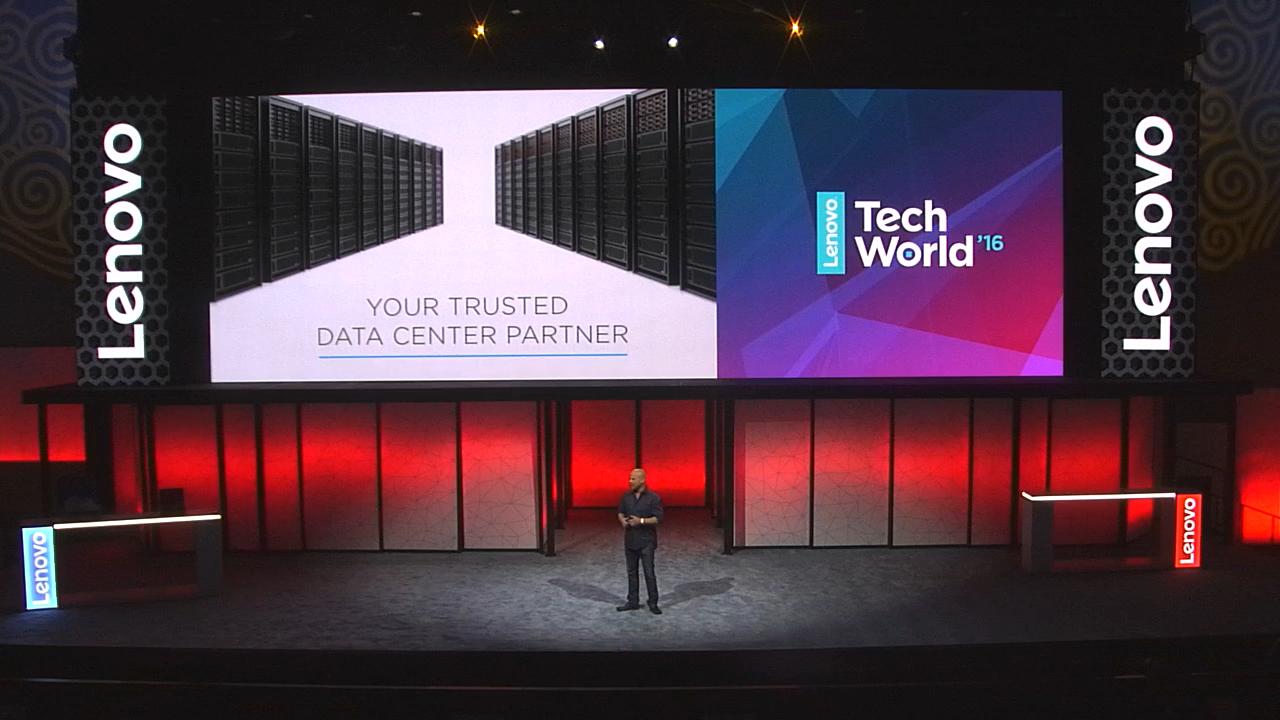 Lenovo
YOUR TRUSTED
DATA CENTER PARTNER
Lenovo
Tech
World '16
Lenovo
Lenovo
Lenovo